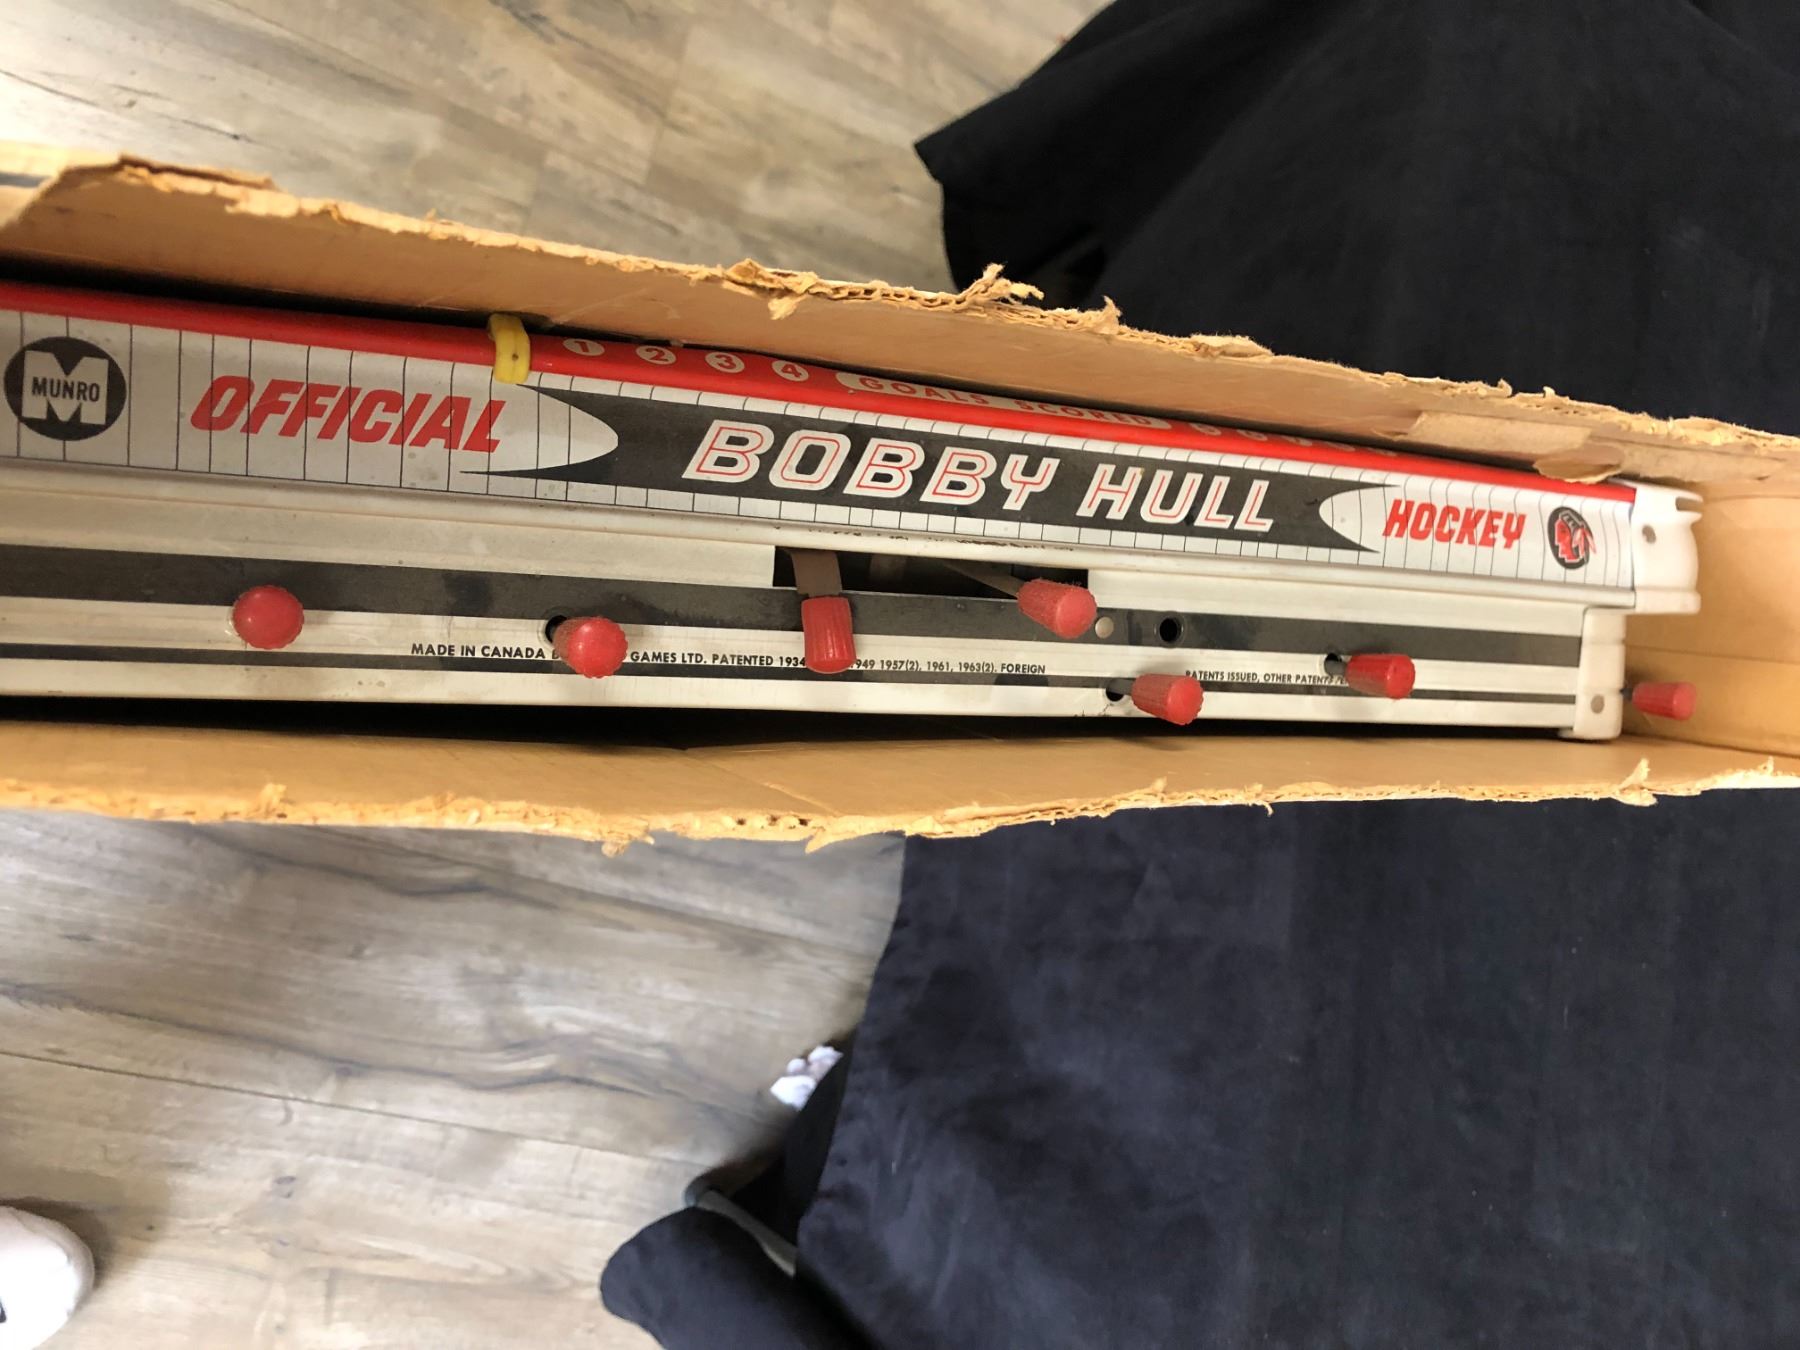 1 2 3 4 GOALS SCORED
M MUNRO
OFFICIAL BOBBY HULL HOCKEY
MADE IN CANADA GAMES LTD. PATENTED 1934 1957(2), 1961, 1963(2). FOREIGN PATENTS ISSUED, OTHER